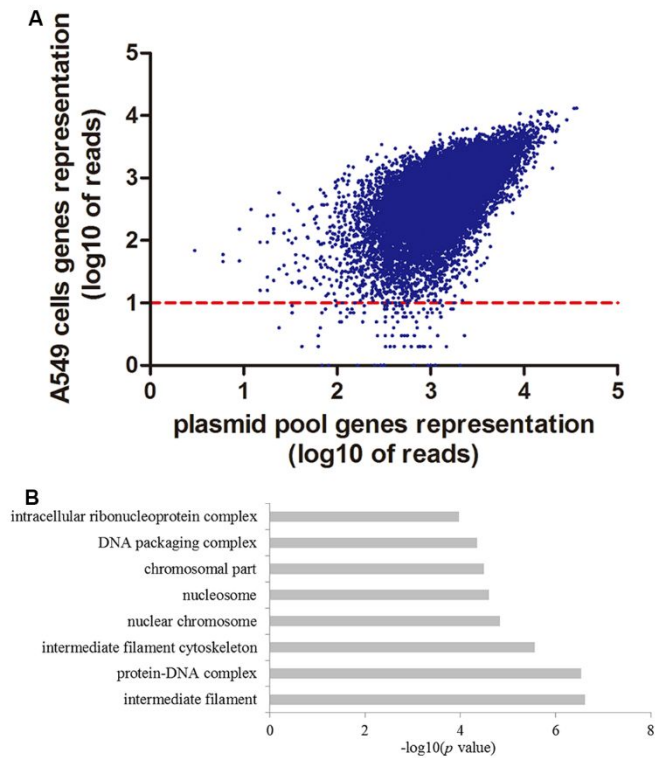 A
A549 cells genes representation
(log10 of reads)
5
4
3
2
1
0
0 1 2 3 4 5
plasmid pool genes representation
(log10 of reads)
B
intracellular ribonucleoprotein complex
DNA packaging complex
chromosomal part
nucleosome
nuclear chromosome
intermediate filament cytoskeleton
protein-DNA complex
intermediate filament
0 2 4 6 8
-log10(p value)